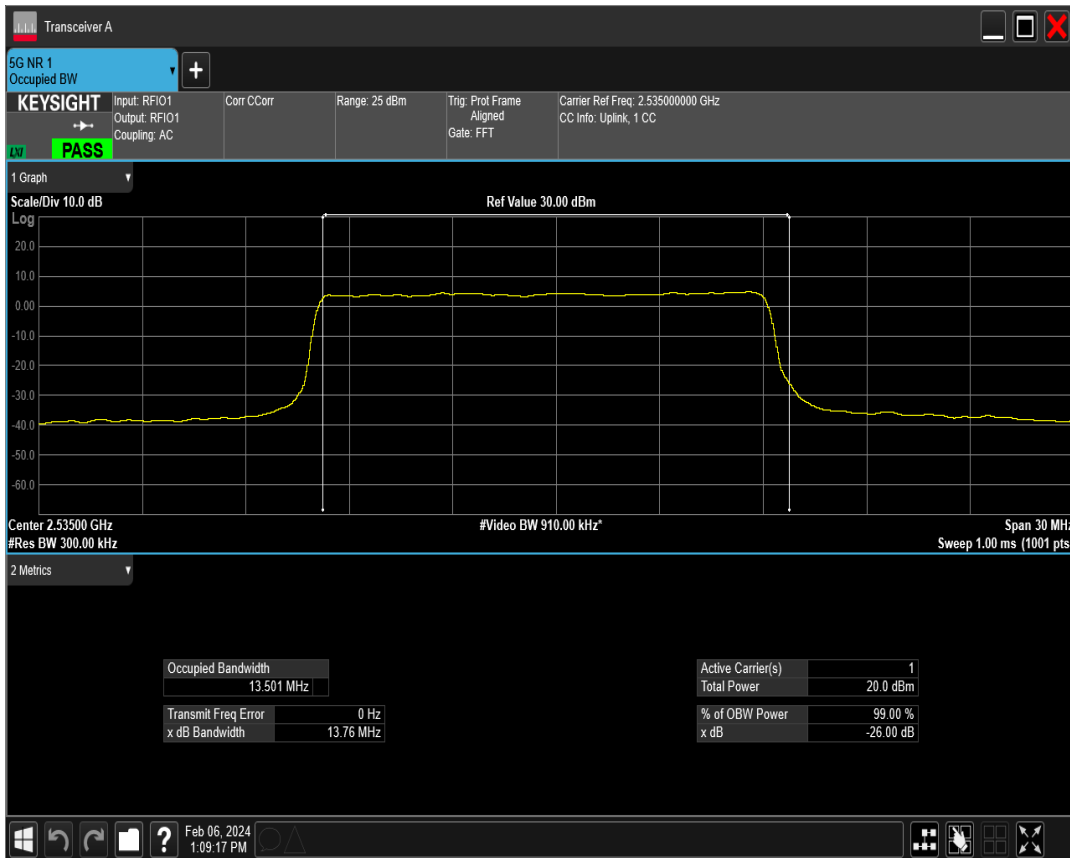 Transceiver A
5G NR 1
Occupied BW
+
KEYSIGHT
LXI
PASS
Input: RFIO1
Output: RFIO1
Coupling: AC
Corr CCorr
Range: 25 dBm
Trig: Prot Frame
Aligned
Gate: FFT
Carrier Ref Freq: 2.535000000 GHz
CC Info: Uplink, 1 CC
1 Graph
Scale/Div 10.0 dB
Ref Value 30.00 dBm
Log
20.0
10.0
0.00
-10.0
-20.0
-30.0
-40.0
-50.0
-60.0
Center 2.53500 GHz
#Video BW 910.00 kHz*
Span 30 MHz
#Res BW 300.00 kHz
Sweep 1.00 ms (1001 pts
2 Metrics
Occupied Bandwidth
13.501 MHz
Transmit Freq Error 0 Hz
x dB Bandwidth 13.76 MHz
Active Carrier(s) 1
Total Power 20.0 dBm
% of OBW Power 99.00 %
x dB -26.00 dB
?
Feb 06, 2024
1:09:17 PM